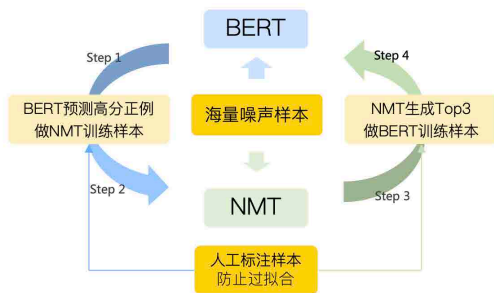 BERT
Step 1
Step 4
BERT预测高分正例
做NMT训练样本
海量噪声样本
NMT生成Top3
做BERT训练样本
Step 2
Step 3
NMT
人工标注样本
防止过拟合